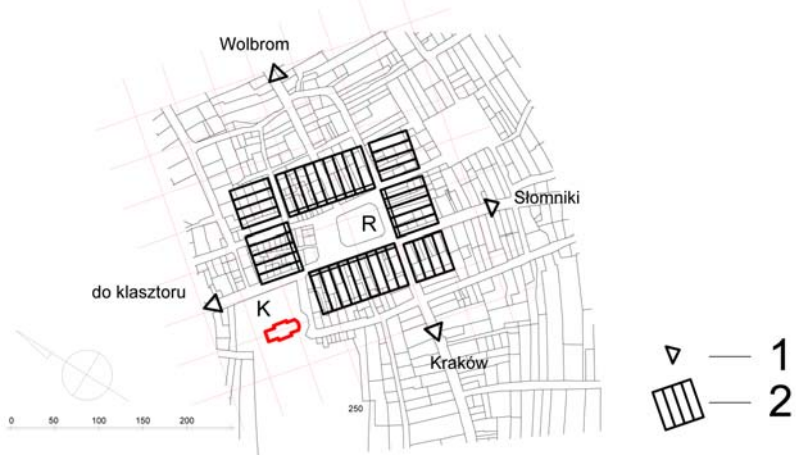 Wolbrom
Słomniki
R
do klasztoru
K
Kraków
1
2
0 50 100 150 200
250